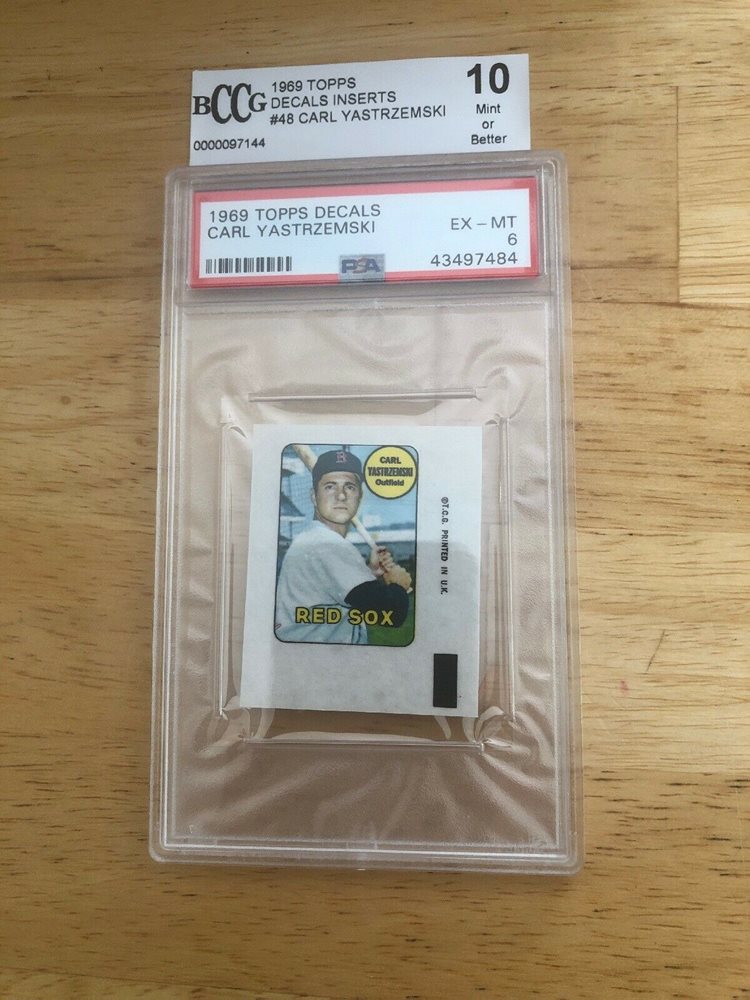 BCCG 1969 TOPPS
DECALS INSERTS
#48 CARL YASTRZEMSKI
10
Mint
or
Better
0000097144
1969 TOPPS DECALS
CARL YASTRZEMSKI
EX – MT
6
PSA
43497484
CARL
YASTRZEMSKI
Outfield
B
RED SOX
©T.C.G. PRINTED IN U.K.